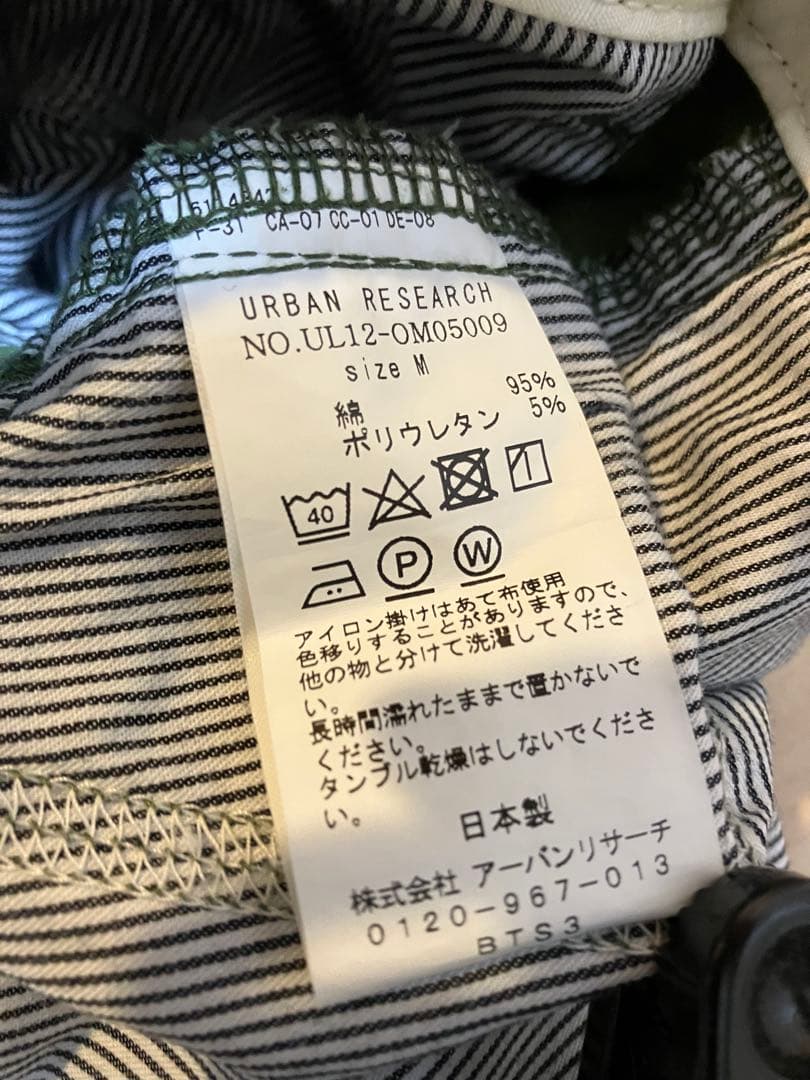 F-31 CA-07 CC-01 DE-08
URBAN RESEARCH
NO.UL12-OM05009
size M
綿 95%
ポリウレタン 5%
40
P W
アイロン掛けはあて布使用
色移りすることがありますので、
他の物と分けて洗濯してくださ
い。
長時間濡れたままで置かないで
ください。
タンブル乾燥はしないでくださ
い。
日本製
株式会社 アーバンリサーチ
0120-967-013
BTS3